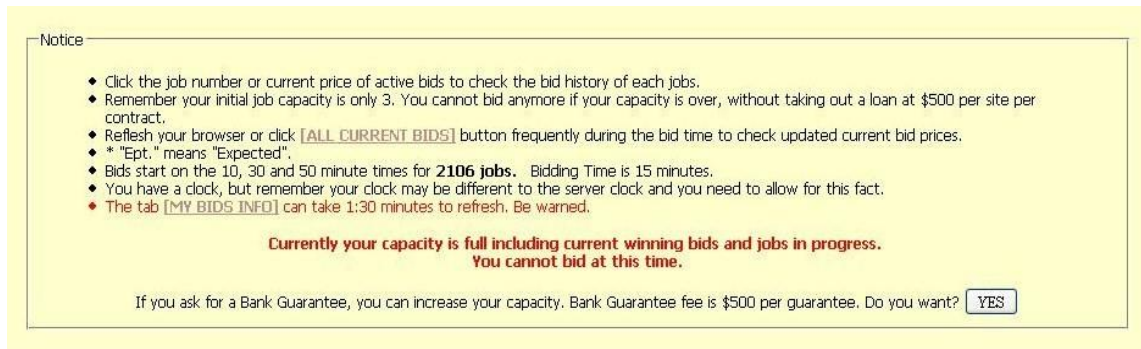 Notice
Click the job number or current price of active bids to check the bid history of each jobs.
Remember your initial job capacity is only 3. You cannot bid anymore if your capacity is over, without taking out a loan at $500 per site per
contract.
Reflesh your browser or click [ALL CURRENT BIDS] button frequently during the bid time to check updated current bid prices.
* "Ept." means "Expected".
Bids start on the 10, 30 and 50 minute times for 2106 jobs. Bidding Time is 15 minutes.
You have a clock, but remember your clock may be different to the server clock and you need to allow for this fact.
The tab [MY BIDS INFO] can take 1:30 minutes to refresh. Be warned.
Currently your capacity is full including current winning bids and jobs in progress.
You cannot bid at this time.
If you ask for a Bank Guarantee, you can increase your capacity. Bank Guarantee fee is $500 per guarantee. Do you want? YES